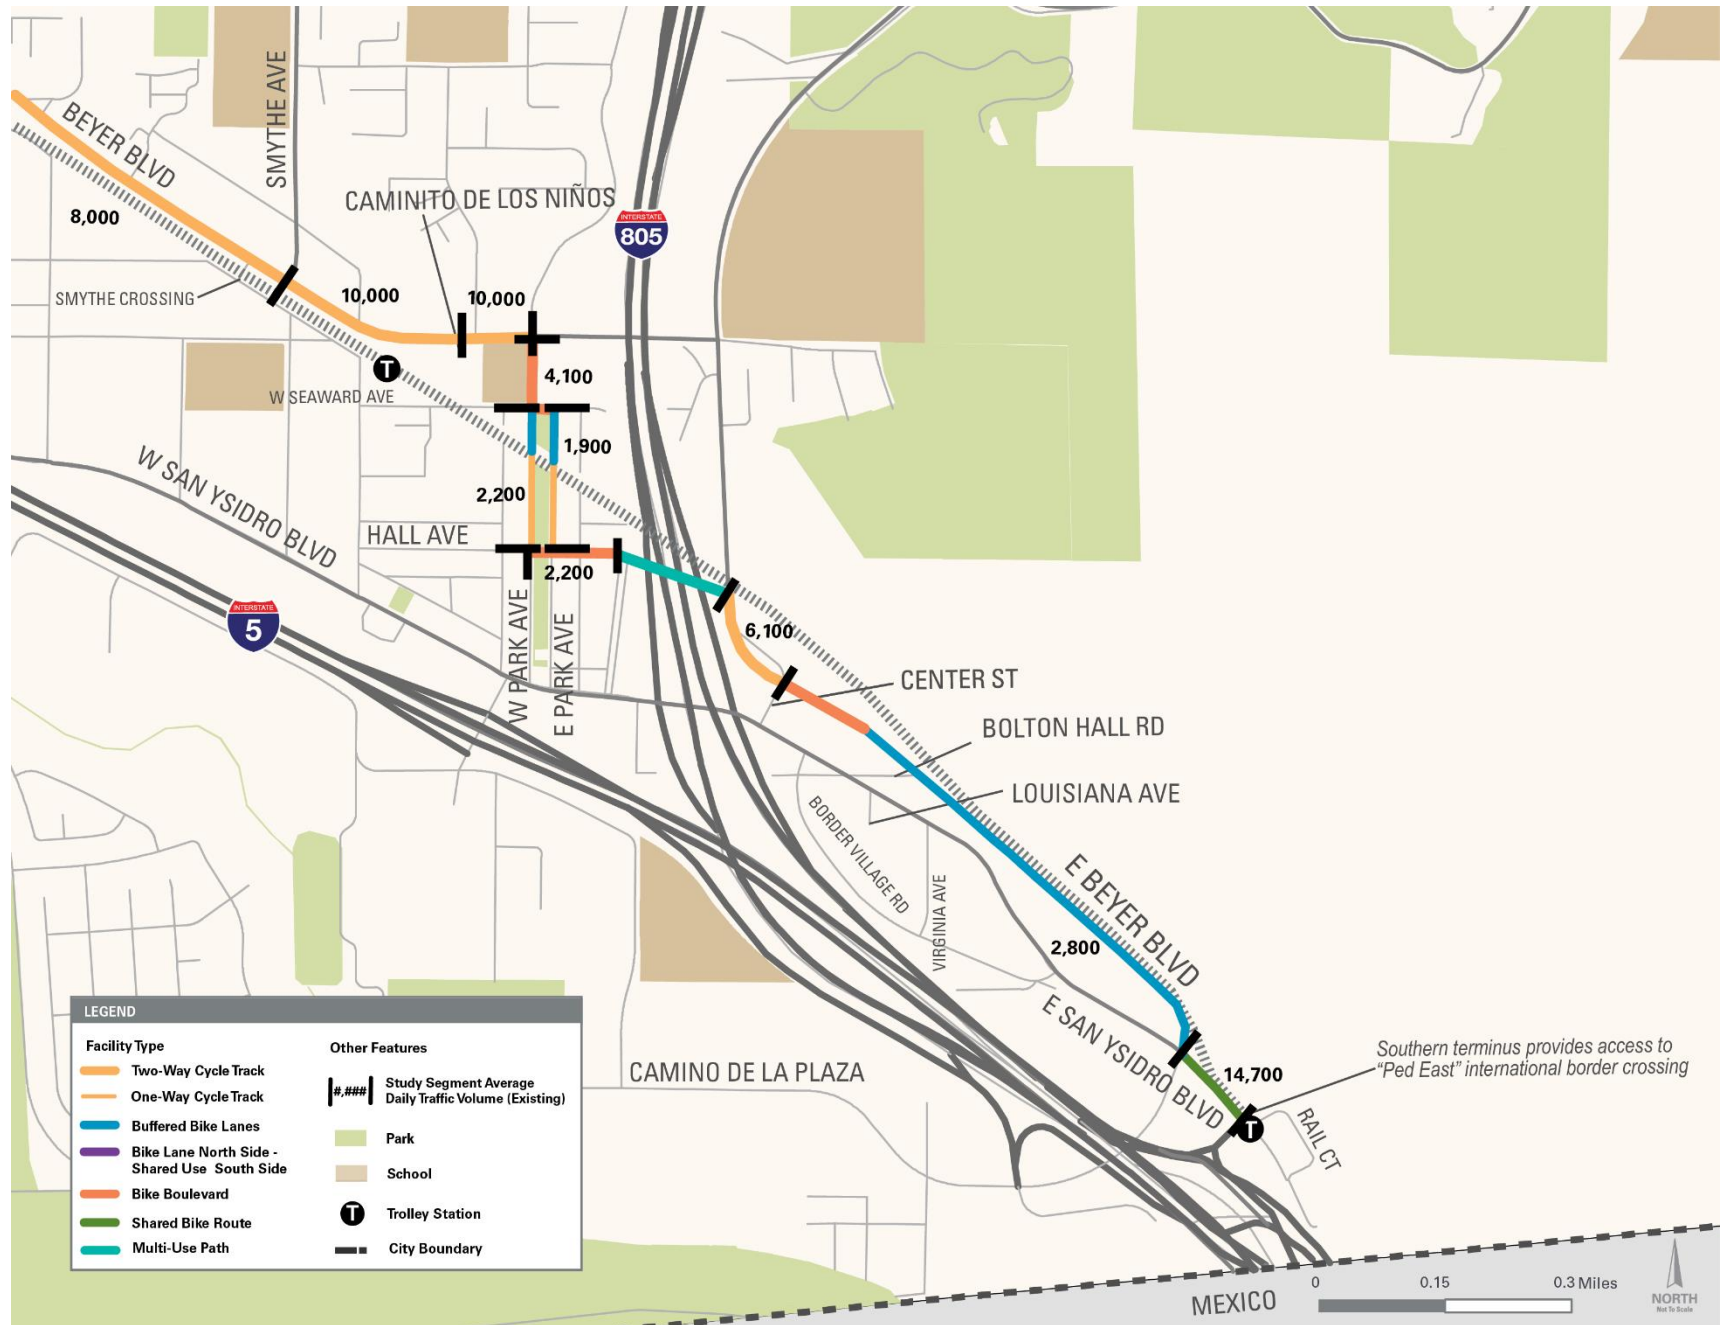 BEYER BLVD
SMYTHE AVE
CAMINITO DE LOS NIÑOS
8,000
INTERSTATE
805
SMYTHE CROSSING
10,000
10,000
T
W SEAWARD AVE
4,100
1,900
W SAN YSIDRO BLVD
2,200
HALL AVE
2,200
INTERSTATE
5
W PARK AVE
E PARK AVE
6,100
CENTER ST
BOLTON HALL RD
LOUISIANA AVE
BORDER VILLAGE RD
VIRGINIA AVE
E BEYER BLVD
2,800
E SAN YSIDRO BLVD
14,700
Southern terminus provides access to
“Ped East” international border crossing
T
RAIL CT
CAMINO DE LA PLAZA
LEGEND
Facility Type
Two-Way Cycle Track
One-Way Cycle Track
Buffered Bike Lanes
Bike Lane North Side -
Shared Use South Side
Bike Boulevard
Shared Bike Route
Multi-Use Path
Other Features
#,###
Study Segment Average
Daily Traffic Volume (Existing)
Park
School
T
Trolley Station
City Boundary
MEXICO
0 0.15 0.3 Miles
NORTH
Not To Scale